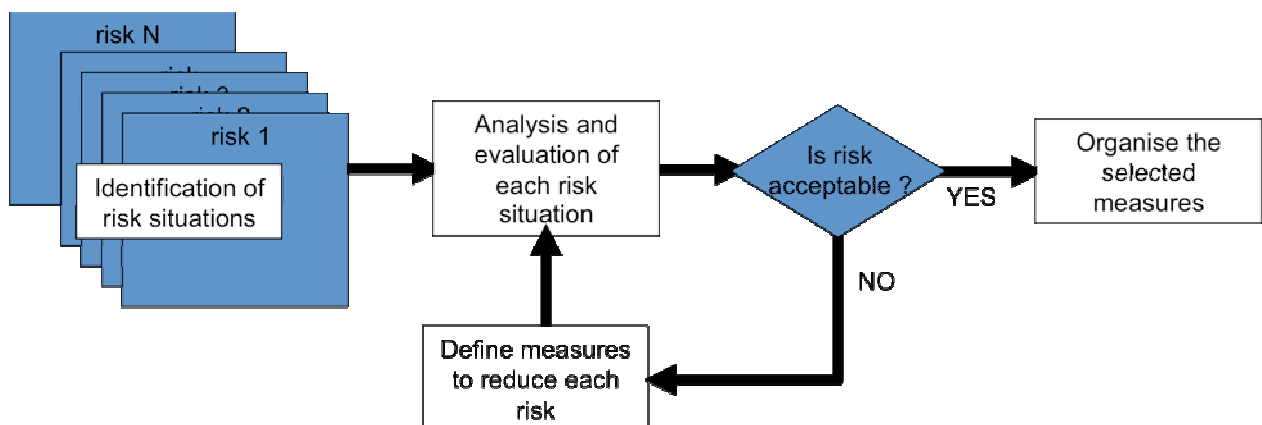 risk N
risk 1
Identification of
risk situations
Analysis and
evaluation of
each risk
situation
Is risk
acceptable ?
YES
Organise the
selected
measures
NO
Define measures
to reduce each
risk